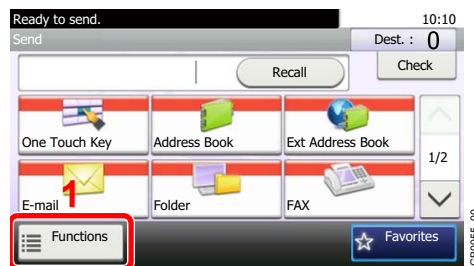 Ready to send. 10:10
Send Dest. : 0
Recall Check
One Touch Key Address Book Ext Address Book
1/2
1
E-mail Folder FAX
Functions Favorites